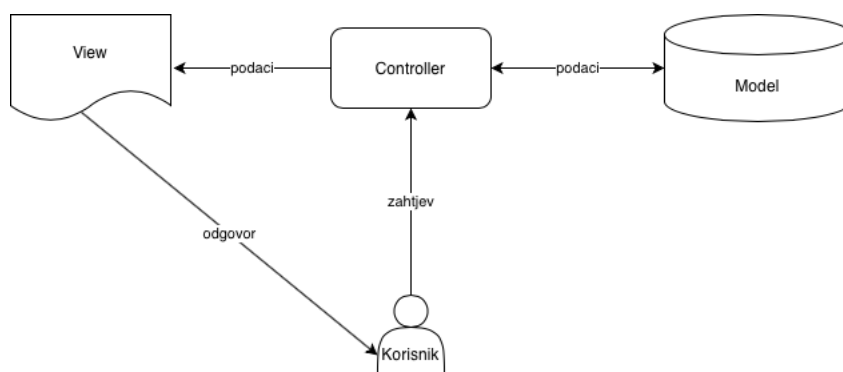 View
podaci
Controller
podaci
Model
zahtjev
odgovor
Korisnik